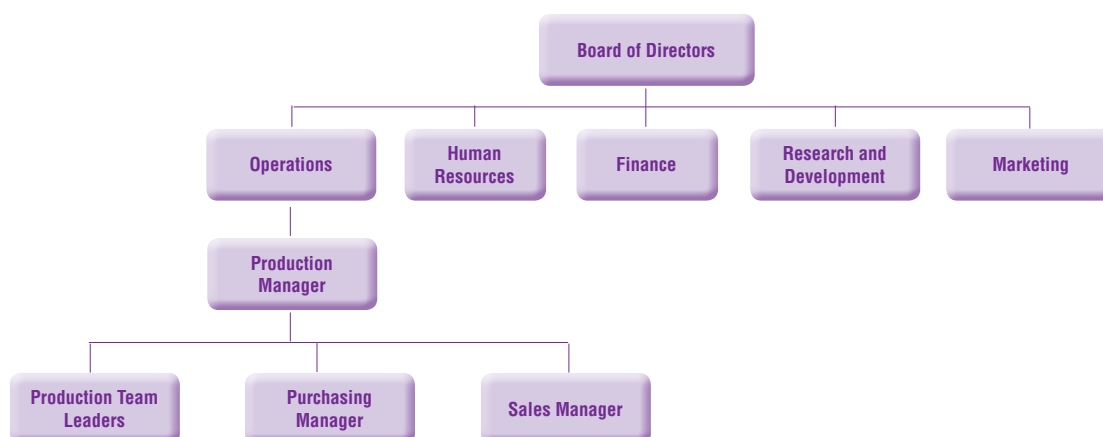 Board of Directors
Operations
Human
Resources
Finance
Research and
Development
Marketing
Production
Manager
Production Team
Leaders
Purchasing
Manager
Sales Manager